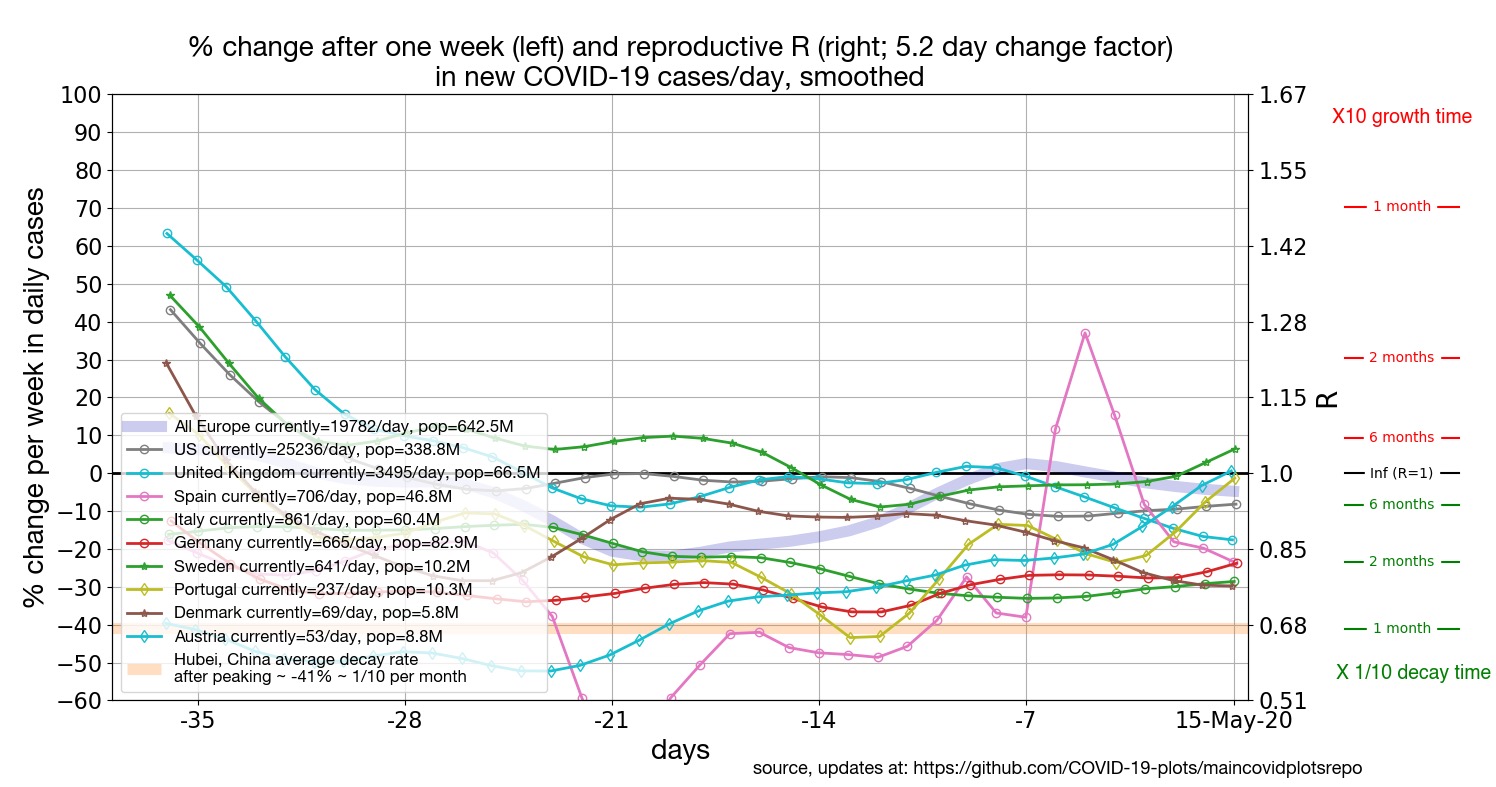 % change after one week (left) and reproductive R (right; 5.2 day change factor)
in new COVID-19 cases/day, smoothed
% change per week in daily cases
100
90
80
70
60
50
40
30
20
10
0
−10
−20
−30
−40
−50
−60
All Europe currently=19782/day, pop=642.5M
US currently=25236/day, pop=338.8M
United Kingdom currently=3495/day, pop=66.5M
Spain currently=706/day, pop=46.8M
Italy currently=861/day, pop=60.4M
Germany currently=665/day, pop=82.9M
Sweden currently=641/day, pop=10.2M
Portugal currently=237/day, pop=10.3M
Denmark currently=69/day, pop=5.8M
Austria currently=53/day, pop=8.8M
Hubei, China average decay rate
after peaking ~ -41% ~ 1/10 per month
-35
-28
-21
-14
-7
15-May-20
days
1.67
1.55
1.42
1.28
1.15
1.0
0.85
0.68
0.51
R
X10 growth time
1 month
2 months
6 months
Inf (R=1)
6 months
2 months
1 month
X 1/10 decay time
source, updates at: https://github.com/COVID-19-plots/maincovidplotsrepo